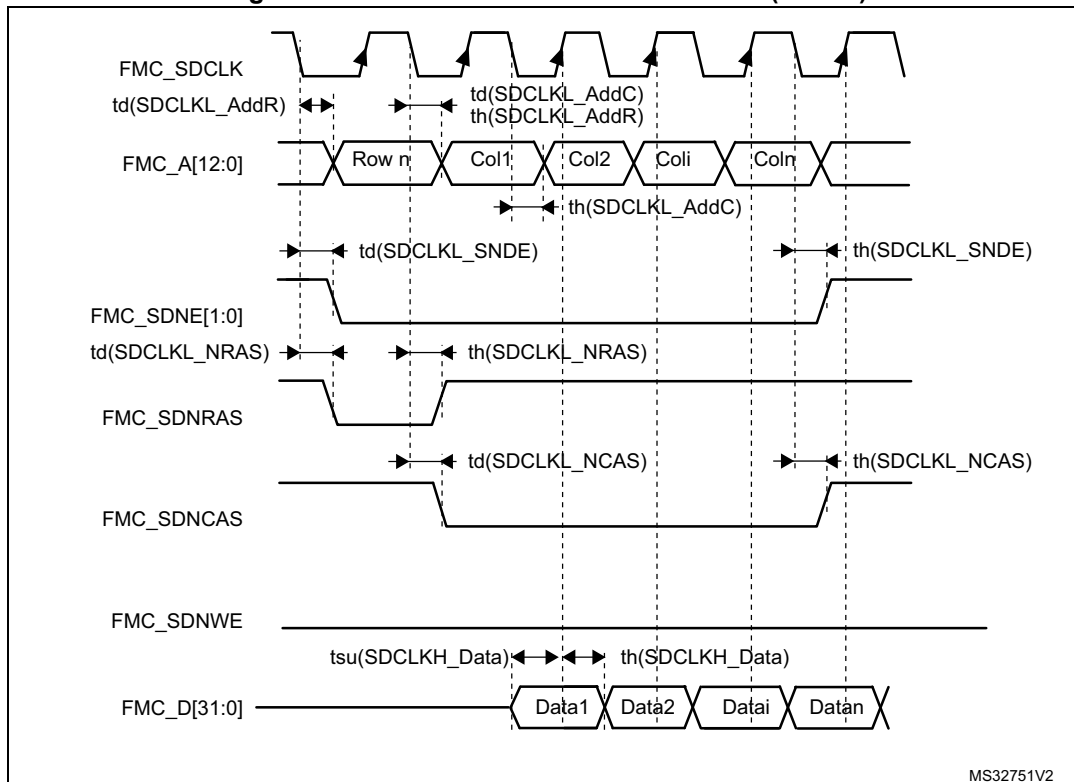 FMC_SDCLK
td(SDCLKL_AddR)
td(SDCLKL_AddC)
th(SDCLKL_AddR)
FMC_A[12:0]
Row n
Col1
Col2
Coli
Coln
th(SDCLKL_AddC)
td(SDCLKL_SNDE)
th(SDCLKL_SNDE)
FMC_SDNE[1:0]
td(SDCLKL_NRAS)
th(SDCLKL_NRAS)
FMC_SDNRAS
td(SDCLKL_NCAS)
th(SDCLKL_NCAS)
FMC_SDNCAS
FMC_SDNWE
tsu(SDCLKH_Data)
th(SDCLKH_Data)
FMC_D[31:0]
Data1
Data2
Datai
Datan
MS32751V2